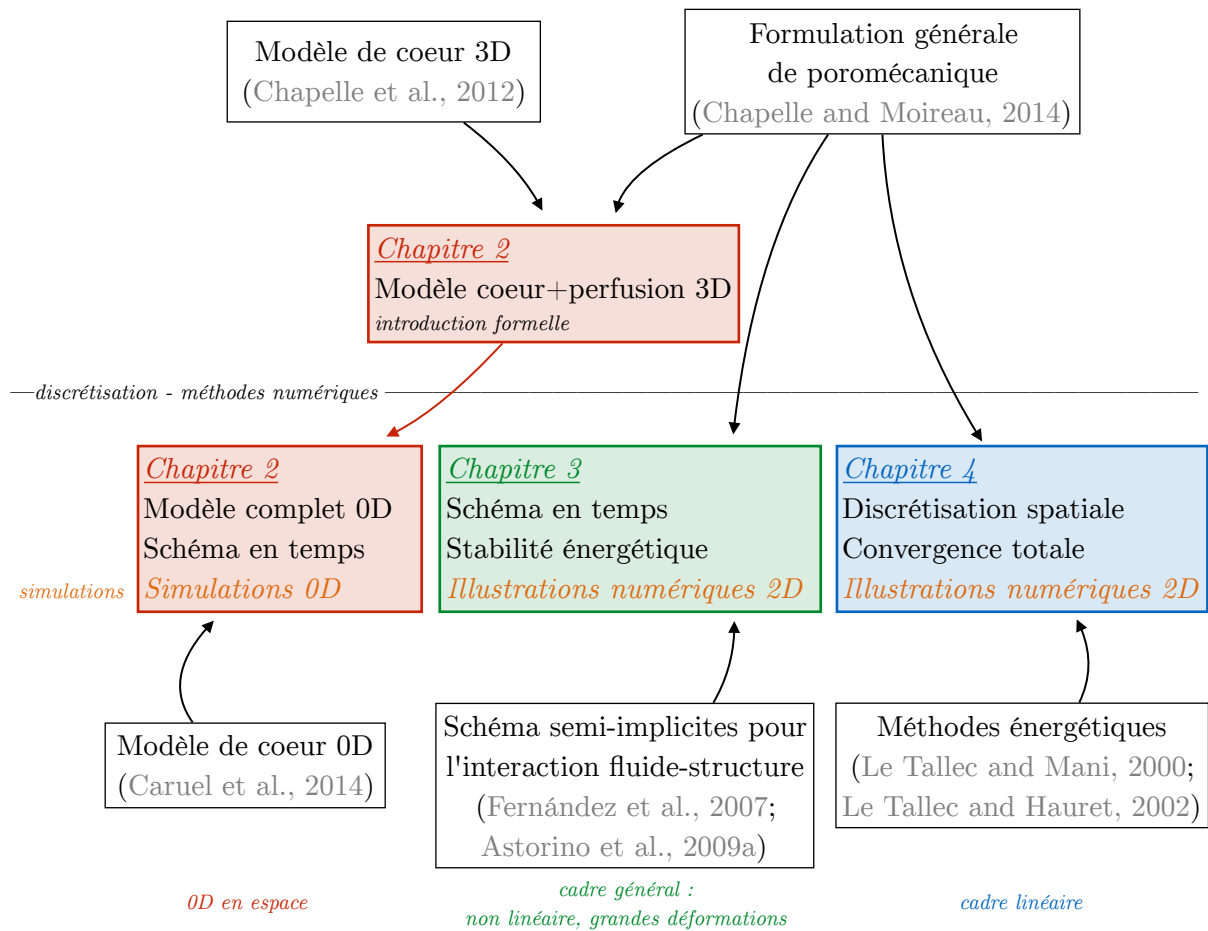 Modèle de coeur 3D
(Chapelle et al., 2012)
Formulation générale
de poromécanique
(Chapelle and Moireau, 2014)
Chapitre 2
Modèle coeur+perfusion 3D
introduction formelle
discrétisation - méthodes numériques
simulations
Chapitre 2
Modèle complet 0D
Schéma en temps
Simulations 0D
Chapitre 3
Schéma en temps
Stabilité énergétique
Illustrations numériques 2D
Chapitre 4
Discrétisation spatiale
Convergence totale
Illustrations numériques 2D
Modèle de coeur 0D
(Caruel et al., 2014)
Schéma semi-implicites pour
l'interaction fluide-structure
(Fernández et al., 2007;
Astorino et al., 2009a)
Méthodes énergétiques
(Le Tallec and Mani, 2000;
Le Tallec and Hauret, 2002)
0D en espace
cadre général :
non linéaire, grandes déformations
cadre linéaire